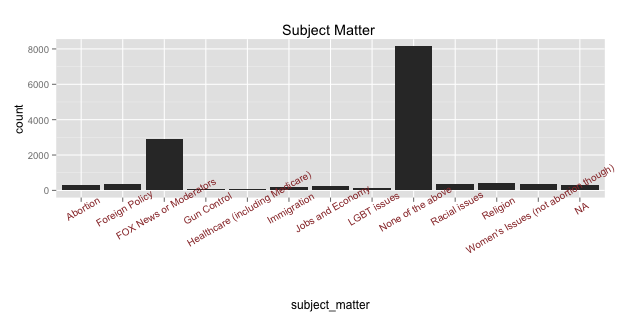 Subject Matter
8000
6000
4000
2000
0
count
Abortion
Foreign Policy
FOX News or Moderators
Gun Control
Healthcare (including Medicare)
Immigration
Jobs and Economy
LGBT issues
None of the above
Racial issues
Religion
Women's Issues (not abortion though)
NA
subject_matter